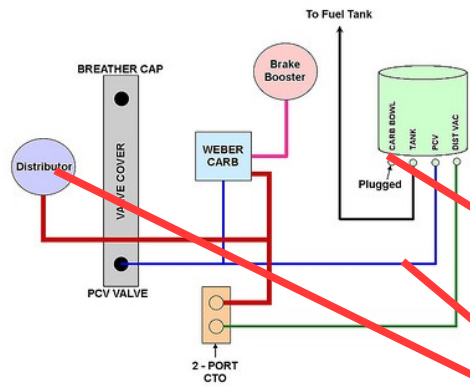 To Fuel Tank
Brake
Booster
BREATHER CAP
CARB BOWL
TANK
PCV
DIST VAC
WEBER
CARB
Distributor
VALVE COVER
Plugged
PCV VALVE
2 - PORT
CTO